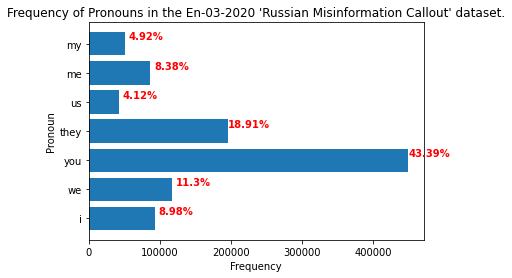 Frequency of Pronouns in the En-03-2020 'Russian Misinformation Callout' dataset.
my 4.92%
me 8.38%
us 4.12%
they 18.91%
you 43.39%
we 11.3%
i 8.98%
Pronoun
0 100000 200000 300000 400000
Frequency